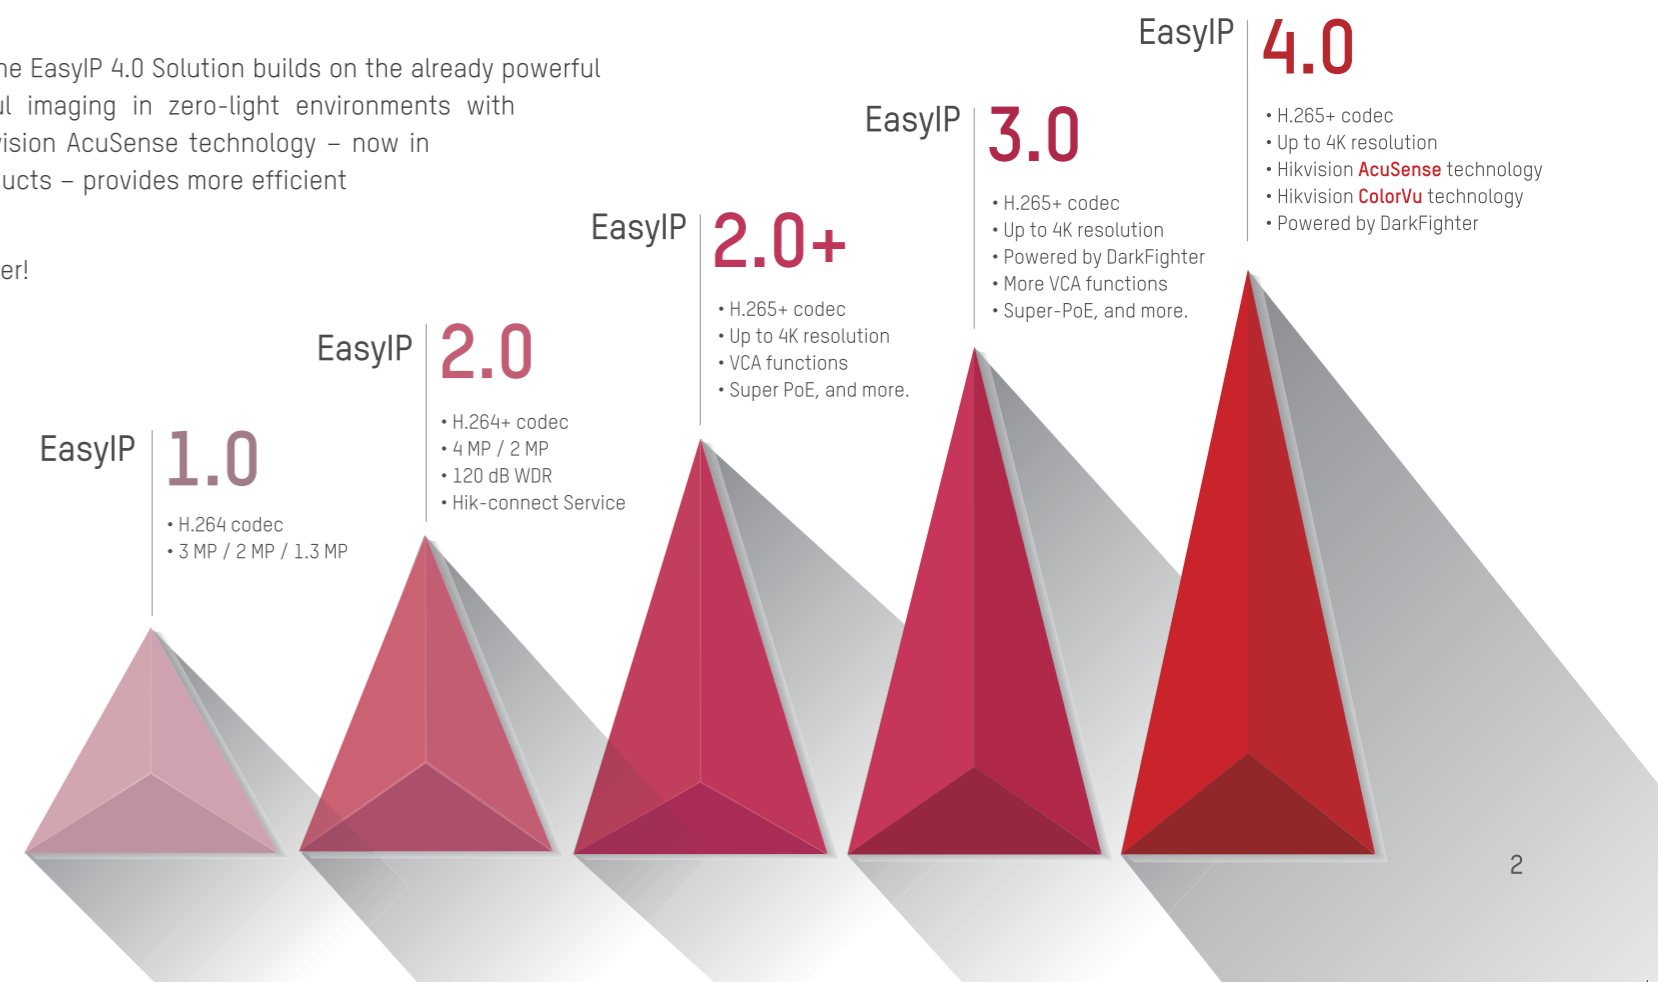 he EasyIP 4.0 Solution builds on the already powerful
ul imaging in zero-light environments with
vision AcuSense technology – now in
ucts – provides more efficient
er!
EasyIP 1.0
• H.264 codec
• 3 MP / 2 MP / 1.3 MP
EasyIP 2.0
• H.264+ codec
• 4 MP / 2 MP
• 120 dB WDR
• Hik-connect Service
EasyIP 2.0+
• H.265+ codec
• Up to 4K resolution
• VCA functions
• Super PoE, and more.
EasyIP 3.0
• H.265+ codec
• Up to 4K resolution
• Powered by DarkFighter
• More VCA functions
• Super-PoE, and more.
EasyIP 4.0
• H.265+ codec
• Up to 4K resolution
• Hikvision AcuSense technology
• Hikvision ColorVu technology
• Powered by DarkFighter
2